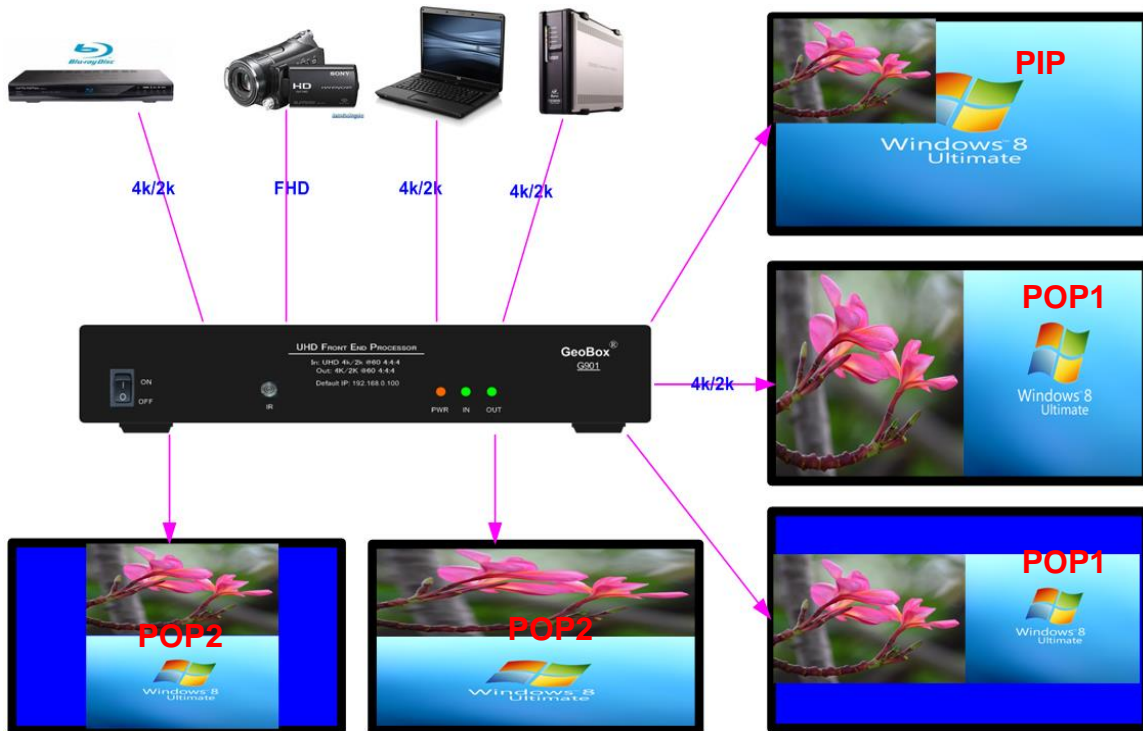 Blu-ray Disc
SONY
HD
PIP
Windows 8
Ultimate
4k/2k
FHD
4k/2k
4k/2k
POP1
Windows 8
Ultimate
UHD FRONT END PROCESSOR
In: UHD 4k/2k @60 4:4:4
Out: 4K/2K @60 4:4:4
Default IP: 192.168.0.100
GeoBox®
G901
ON
OFF
IR
PWR IN OUT
4k/2k
POP2
Windows 8
Ultimate
POP2
Windows 8
Ultimate
POP1
Windows 8
Ultimate